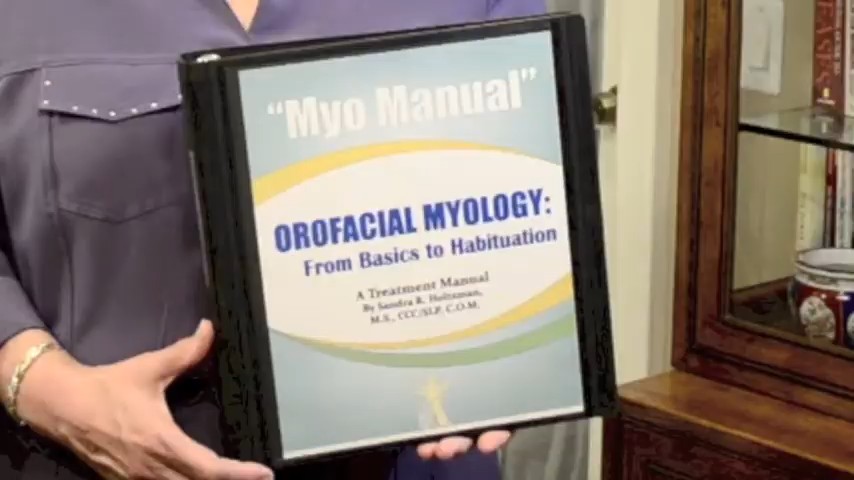 “Myo Manual”
OROFACIAL MYOLOGY:
From Basics to Habituation
A Treatment Manual
By Sandra R. Holtzman,
M.S., CCC/SLP, C.O.M.